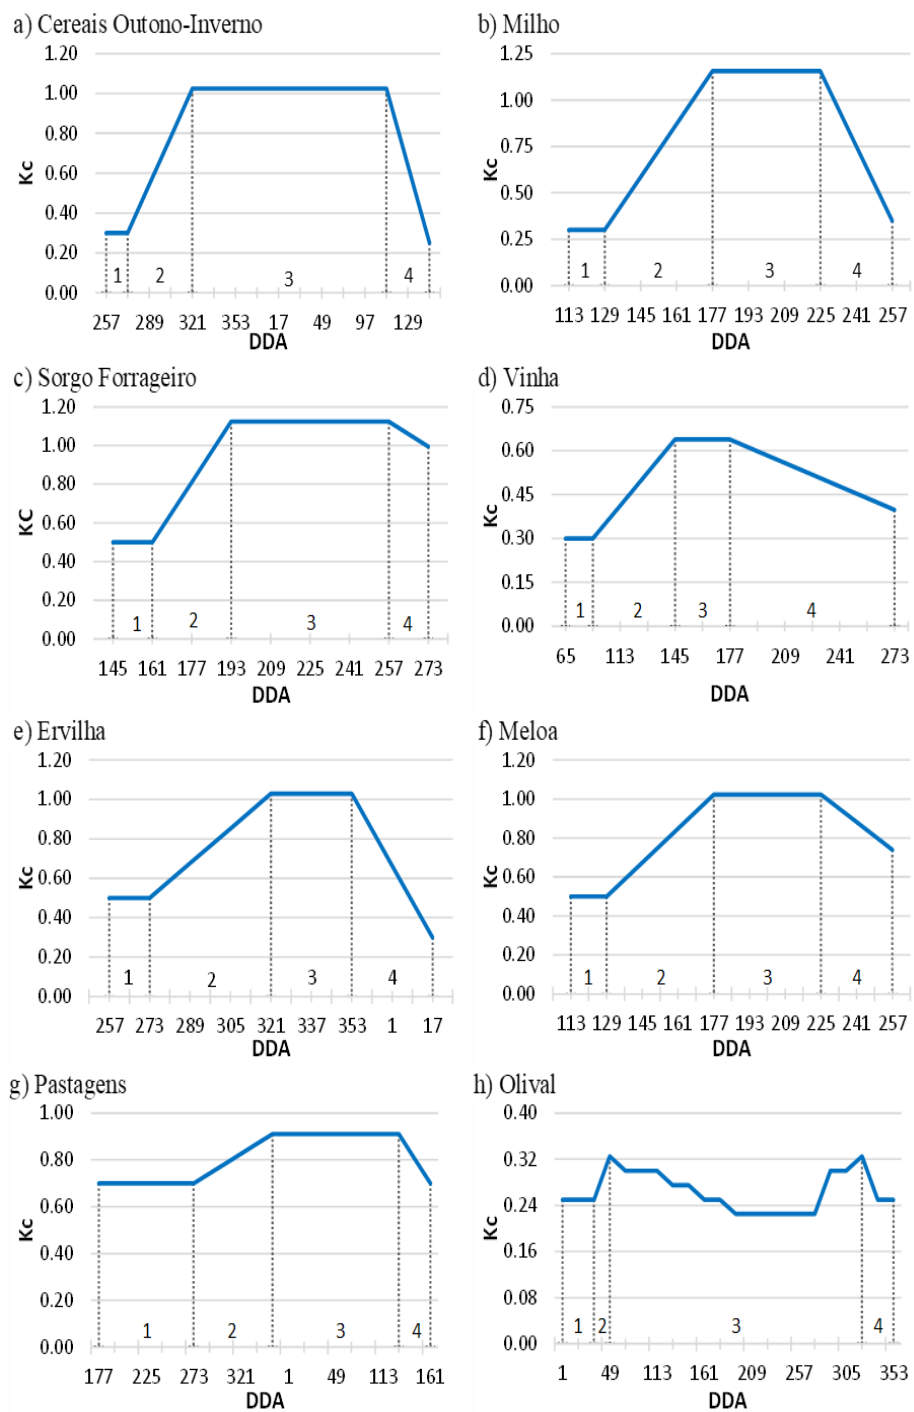 a) Cereais Outono-Inverno
1.20
1.00
0.80
0.60
0.40
0.20
0.00
Kc
1 2 3 4
257 289 321 353 17 49 97 129
DDA
b) Milho
1.25
1.00
0.75
0.50
0.25
0.00
Kc
1 2 3 4
113 129 145 161 177 193 209 225 241 257
DDA
c) Sorgo Forrageiro
1.20
1.00
0.80
0.60
0.40
0.20
0.00
KC
1 2 3 4
145 161 177 193 209 225 241 257 273
DDA
d) Vinha
0.75
0.60
0.45
0.30
0.15
0.00
Kc
1 2 3 4
65 113 145 177 209 241 273
DDA
e) Ervilha
1.20
1.00
0.80
0.60
0.40
0.20
0.00
Kc
1 2 3 4
257 273 289 305 321 337 353 1 17
DDA
f) Meloa
1.20
1.00
0.80
0.60
0.40
0.20
0.00
Kc
1 2 3 4
113 129 145 161 177 193 209 225 241 257
DDA
g) Pastagens
1.00
0.80
0.60
0.40
0.20
0.00
Kc
1 2 3 4
177 225 273 321 1 49 113 161
DDA
h) Olival
0.40
0.32
0.24
0.16
0.08
0.00
Kc
1 2 3 4
1 49 113 161 209 257 305 353
DDA